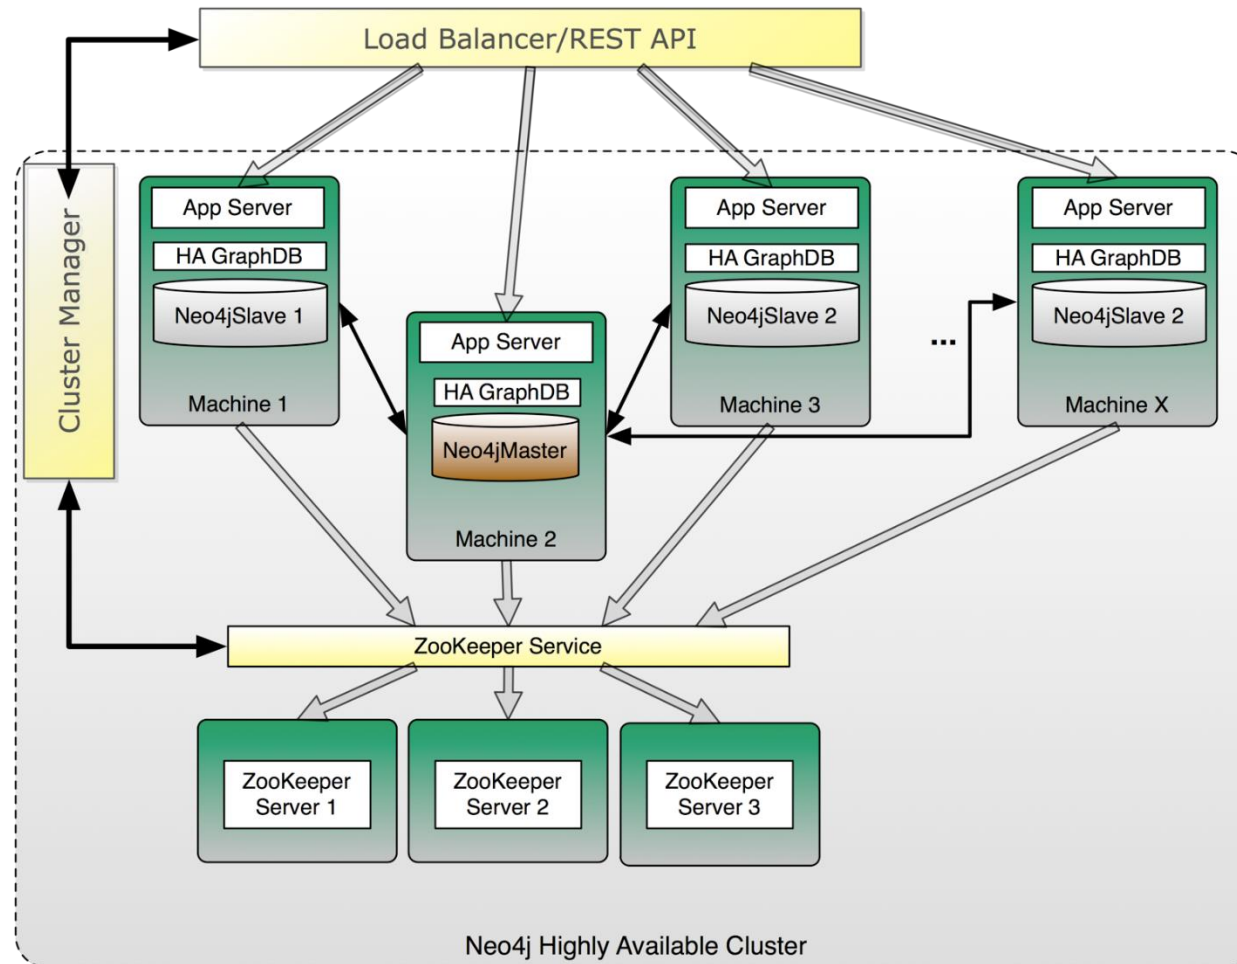 Load Balancer/REST API
Cluster Manager
App Server
HA GraphDB
Neo4jSlave 1
Machine 1
App Server
HA GraphDB
Neo4jMaster
Machine 2
App Server
HA GraphDB
Neo4jSlave 2
Machine 3
...
App Server
HA GraphDB
Neo4jSlave 2
Machine X
ZooKeeper Service
ZooKeeper
Server 1
ZooKeeper
Server 2
ZooKeeper
Server 3
Neo4j Highly Available Cluster